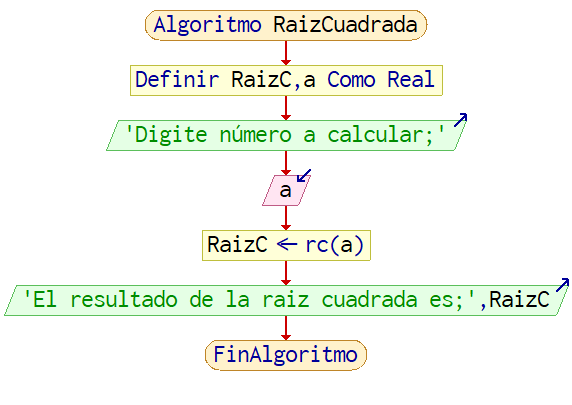 Algoritmo RaizCuadrada
Definir RaizC,a Como Real
'Digite número a calcular;'
a
RaizC ← rc(a)
'El resultado de la raiz cuadrada es;',RaizC
FinAlgoritmo